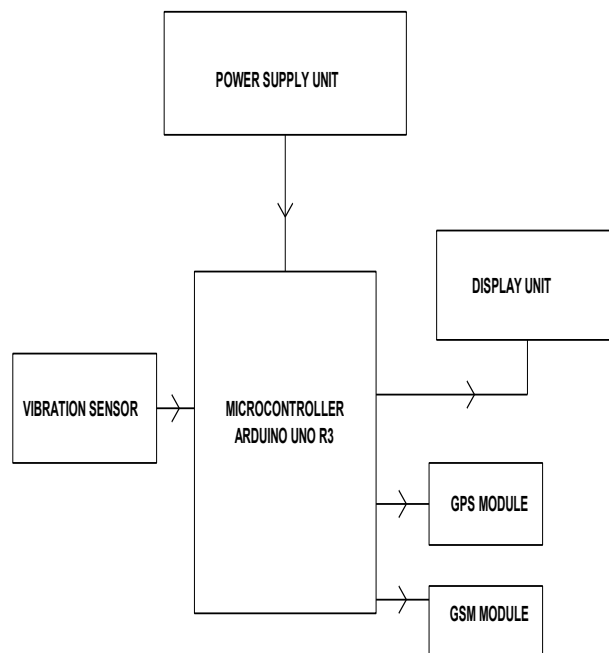 POWER SUPPLY UNIT
DISPLAY UNIT
VIBRATION SENSOR
MICROCONTROLLER
ARDUINO UNO R3
GPS MODULE
GSM MODULE